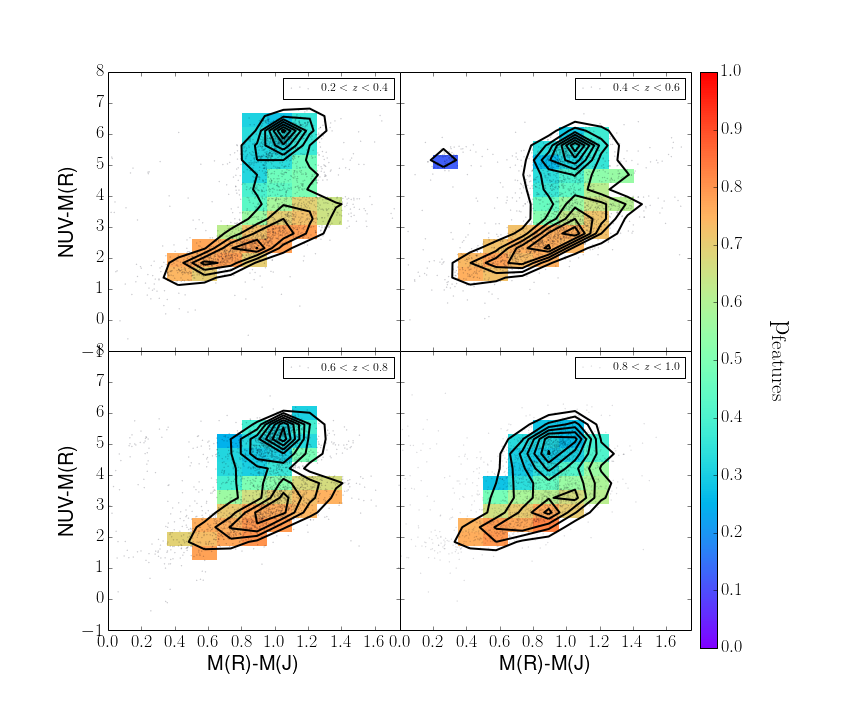 8
7
6
5
4
3
2
1
0
−1
NUV-M(R)
0.2 < z < 0.4
0.4 < z < 0.6
8
7
6
5
4
3
2
1
0
−1
NUV-M(R)
0.6 < z < 0.8
0.8 < z < 1.0
0.0 0.2 0.4 0.6 0.8 1.0 1.2 1.4 1.6
0.0 0.2 0.4 0.6 0.8 1.0 1.2 1.4 1.6
M(R)-M(J)
M(R)-M(J)
1.0
0.9
0.8
0.7
0.6
0.5
0.4
0.3
0.2
0.1
0.0
pfeatures